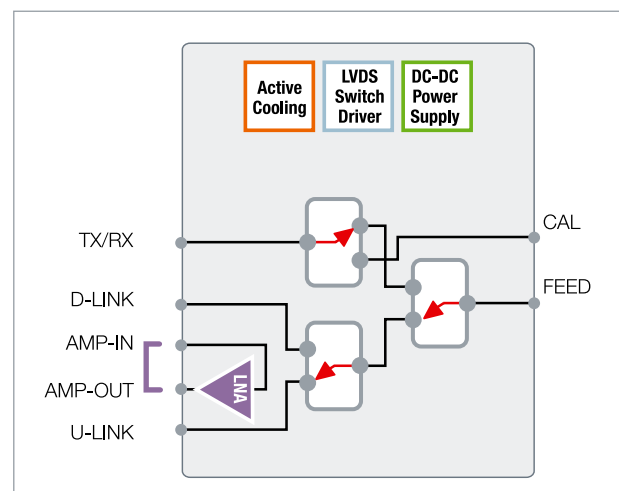 Active
Cooling
LVDS
Switch
Driver
DC-DC
Power
Supply
TX/RX
CAL
D-LINK
FEED
AMP-IN
LNA
AMP-OUT
U-LINK